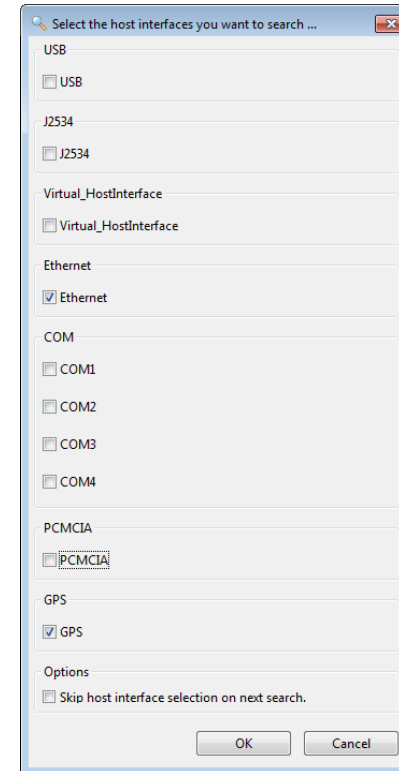 Select the host interfaces you want to search ...
USB
USB
J2534
J2534
Virtual_HostInterface
Virtual_HostInterface
Ethernet
Ethernet
COM
COM1
COM2
COM3
COM4
PCMCIA
PCMCIA
GPS
GPS
Options
Skip host interface selection on next search.
OK Cancel